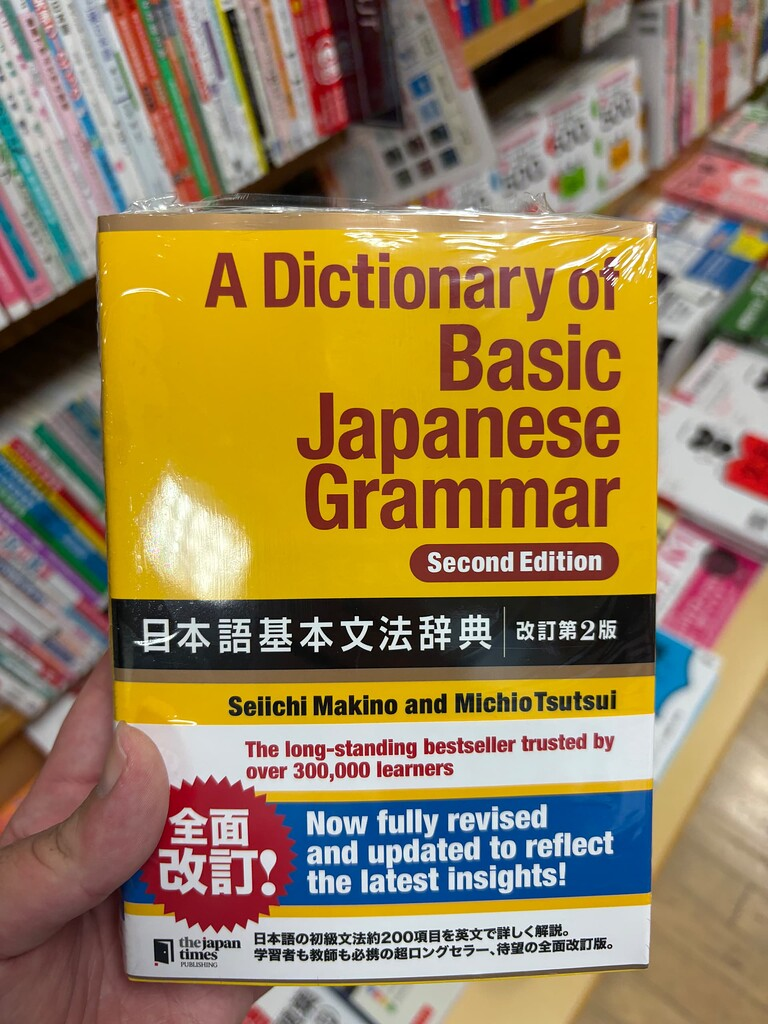 A Dictionary of
Basic
Japanese
Grammar
Second Edition
日本語基本文法辞典 改訂第2版
Seiichi Makino and Michio Tsutsui
The long-standing bestseller trusted by
over 300,000 learners
全面
改訂!
Now fully revised
and updated to reflect
the latest insights!
the japan
times
PUBLISHING
日本語の初級文法約200項目を英文で詳しく解説。
学習者も教師も必携の超ロングセラー、待望の全面改訂版。